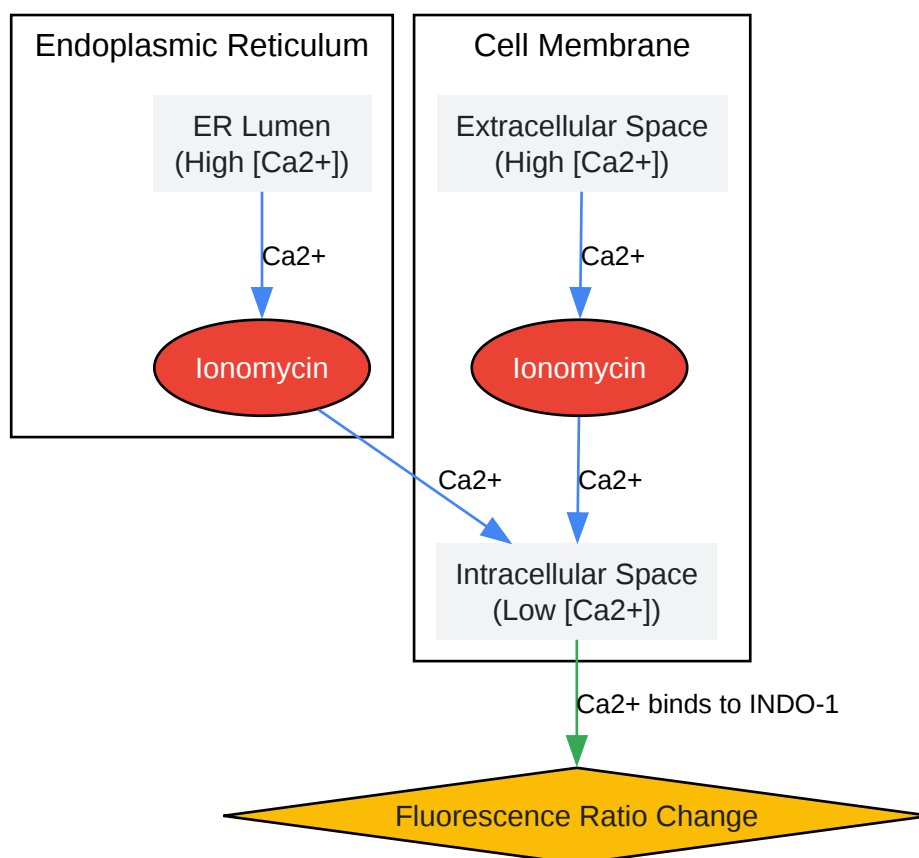 Endoplasmic Reticulum
Cell Membrane
ER Lumen
(High [Ca2+])
Extracellular Space
(High [Ca2+])
Ca2+
Ca2+
Ionomycin
Ionomycin
Ca2+
Ca2+
Intracellular Space
(Low [Ca2+])
Ca2+ binds to INDO-1
Fluorescence Ratio Change